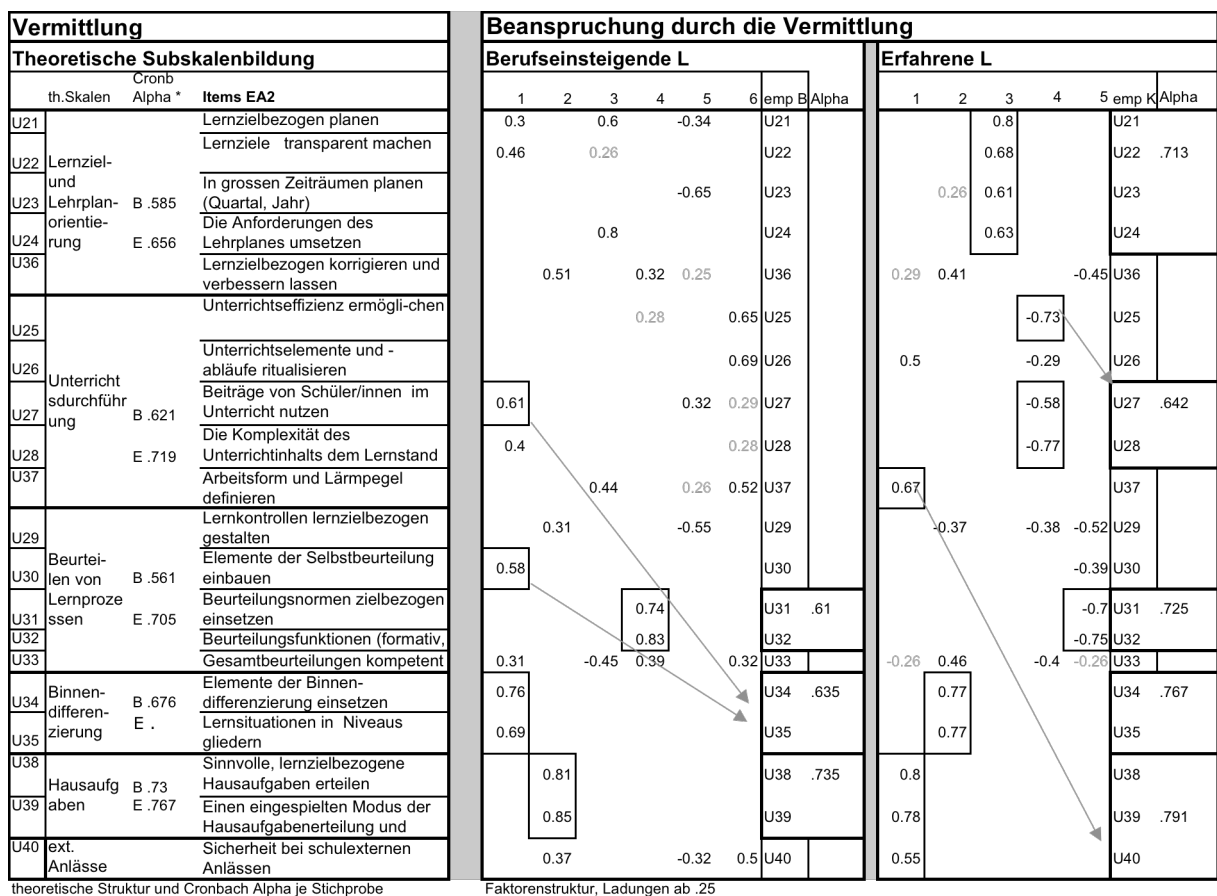 Vermittlung Beanspruchung durch die Vermittlung
Theoretische Subskalenbildung Berufseinsteigende L Erfahrene L
Cronb
th.Skalen Alpha * Items EA2 1 2 3 4 5 6 emp B Alpha 1 2 3 4 5 emp K Alpha
U21 Lernzielbezogen planen 0.3 0.6 -0.34 U21 0.8 U21
Lernziele transparent machen
U22 Lernziel- 0.46 0.26 U22 0.68 U22 .713
und In grossen Zeiträumen planen
U23 Lehrplan- B .585 (Quartal, Jahr) -0.65 U23 0.26 0.61 U23
orientie- Die Anforderungen des
U24 rung E .656 Lehrplanes umsetzen 0.8 U24 0.63 U24
U36 Lernzielbezogen korrigieren und
verbessern lassen 0.51 0.32 0.25 U36 0.29 0.41 -0.45 U36
Unterrichtseffizienz ermögli-chen
U25 0.28 0.65 U25 -0.73 U25
Unterrichtselemente und -
U26 abläufe ritualisieren 0.69 U26 0.5 -0.29 U26
Unterricht
sdurchführ Beiträge von Schüler/innen im
U27 ung B .621 Unterricht nutzen 0.61 0.32 0.29 U27 -0.58 U27 .642
Die Komplexität des
U28 E .719 Unterrichtinhalts dem Lernstand 0.4 0.28 U28 -0.77 U28
U37 Arbeitsform und Lärmpegel
definieren 0.44 0.26 0.52 U37 0.67 U37
Lernkontrollen lernzielbezogen
U29 gestalten 0.31 -0.55 U29 -0.37 -0.38 -0.52 U29
Beurtei- Elemente der Selbstbeurteilung
U30 len von B .561 einbauen 0.58 U30 -0.39 U30
Lernproze Beurteilungsnormen zielbezogen
U31 ssen E .705 einsetzen 0.74 U31 .61 -0.7 U31 .725
U32 Beurteilungsfunktionen (formativ, 0.83 U32 -0.75 U32
U33 Gesamtbeurteilungen kompetent 0.31 -0.45 0.39 0.32 U33 -0.26 0.46 -0.4 -0.26 U33
Binnen- Elemente der Binnen-
U34 differen- B .676 differenzierung einsetzen 0.76 U34 .635 0.77 U34 .767
zierung E . Lernsituationen in Niveaus
U35 gliedern 0.69 U35 0.77 U35
U38 Sinnvolle, lernzielbezogene
Hausaufg B .73 Hausaufgaben erteilen 0.81 U38 .735 0.8 U38
U39 aben E .767 Einen eingespielten Modus der
Hausaufgabenerteilung und 0.85 U39 0.78 U39 .791
U40 ext. Sicherheit bei schulexternen
Anlässe Anlässen 0.37 -0.32 0.5 U40 0.55 U40
theoretische Struktur und Cronbach Alpha je Stichprobe Faktorenstruktur, Ladungen ab .25